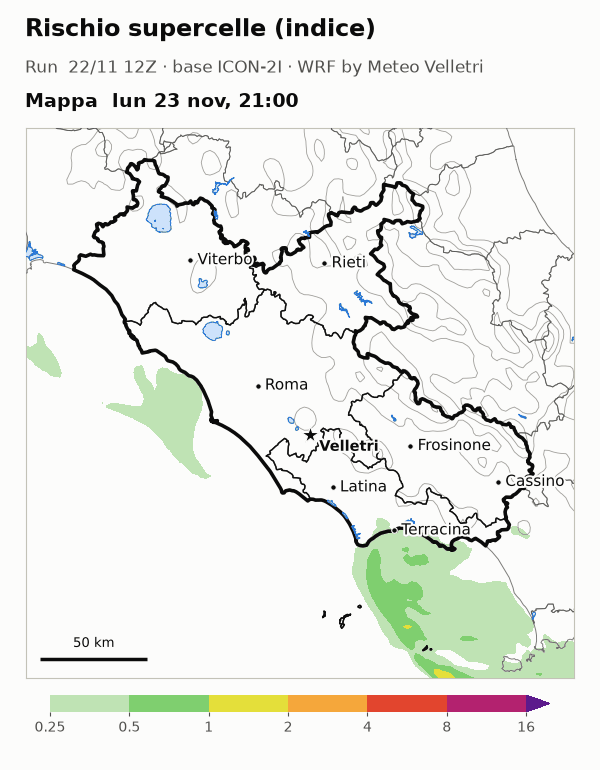 Rischio supercelle (indice)
Run  22/11 12Z · base ICON-2I · WRF by Meteo Velletri
Mappa  lun 23 nov, 21:00
Viterbo
Rieti
Roma
Velletri
Frosinone
Cassino
Latina
Terracina
50 km
0.25 0.5 1 2 4 8 16